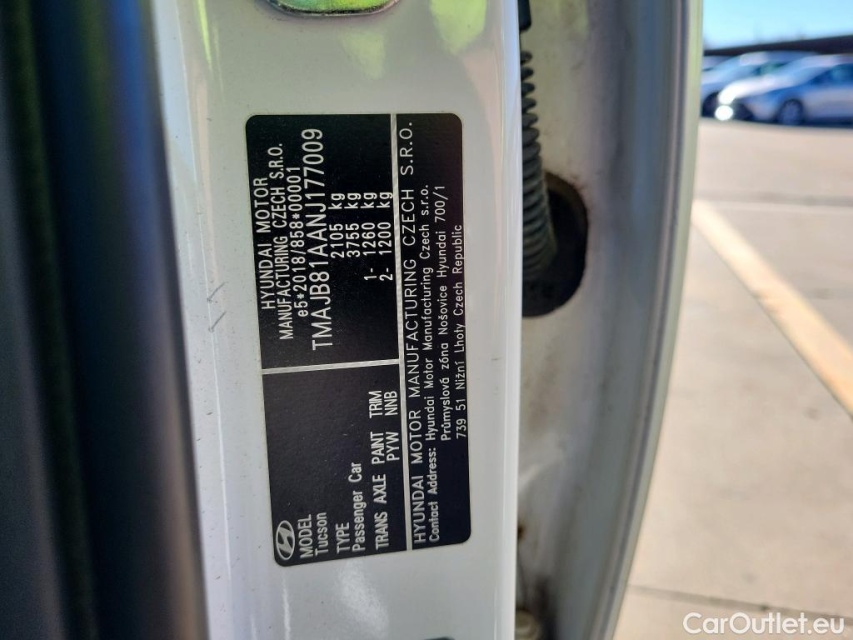 HYUNDAI MOTOR
MANUFACTURING CZECH S.R.O.
e5*2018/858*00001
TMAJB81AANJ177009
2105 kg
3755 kg
1- 1260 kg
2- 1200 kg
MODEL
Tucson
TYPE
Passenger Car
TRANS AXLE PAINT TRIM
PYW NNB
HYUNDAI MOTOR MANUFACTURING CZECH S.R.O.
Contact Address: Hyundai Motor Manufacturing Czech s.r.o.
Průmyslová zóna Nošovice Hyundai 700/1
739 51 Nižní Lhoty Czech Republic
CarOutlet.eu